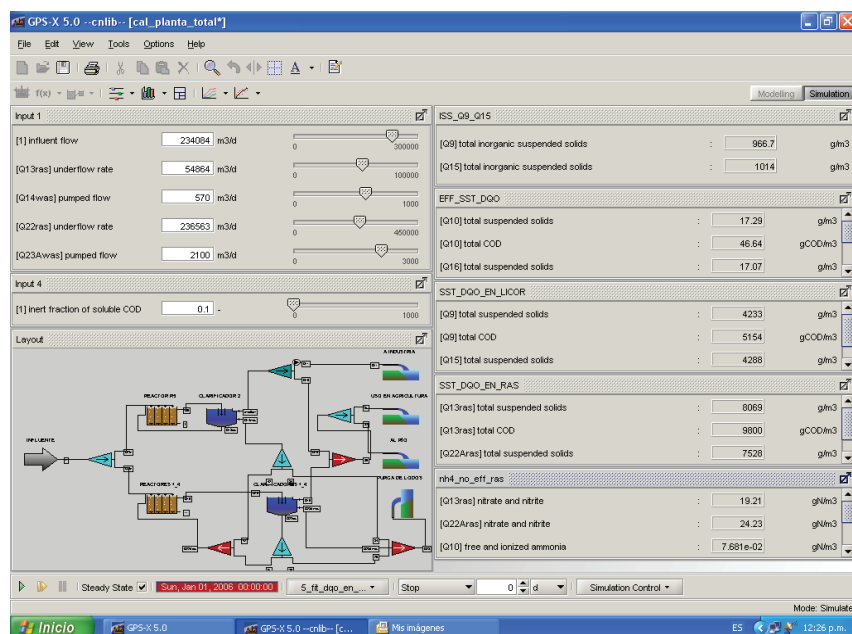 GPS-X 5.0 --cnlib-- [cal_planta_total*]
File Edit View Tools Options Help
f(x)
A
Modelling Simulation
Input 1
[1] influent flow 234084 m3/d
0 300000
[Q13ras] underflow rate 54864 m3/d
0 100000
[Q14was] pumped flow 570 m3/d
0 1000
[Q22ras] underflow rate 236563 m3/d
0 450000
[Q23Awas] pumped flow 2100 m3/d
0 3000
Input 4
[1] inert fraction of soluble COD 0.1 -
0 1000
Layout
A INDUSTRIA
REACTOR #5 CLARIFICADOR 2 USO EN AGRICULTURA
INFLUENTE AL RÍO
REACTORES 1_4 PURGA DE LODOS
ISS_Q9_Q15
[Q9] total inorganic suspended solids : 966.7 g/m3
[Q15] total inorganic suspended solids : 1014 g/m3
EFF_SST_DQO
[Q10] total suspended solids : 17.29 g/m3
[Q10] total COD : 46.64 gCOD/m3
[Q16] total suspended solids : 17.07 g/m3
SST_DQO_EN_LICOR
[Q9] total suspended solids : 4233 g/m3
[Q9] total COD : 5154 gCOD/m3
[Q15] total suspended solids : 4288 g/m3
SST_DQO_EN_RAS
[Q13ras] total suspended solids : 8069 g/m3
[Q13ras] total COD : 9800 gCOD/m3
[Q22Aras] total suspended solids : 7528 g/m3
nh4_no_eff_ras
[Q13ras] nitrate and nitrite : 19.21 gN/m3
[Q22Aras] nitrate and nitrite : 24.23 gN/m3
[Q10] free and ionized ammonia : 7.681e-02 gN/m3
Steady State Sun, Jan 01, 2006 00:00:00 5_fit_dqo_en_... Stop 0 d Simulation Control
Mode: Simulate
Inicio GPS-X 5.0 GPS-X 5.0 --cnlib-- [c... Mis imágenes ES 12:26 p.m.